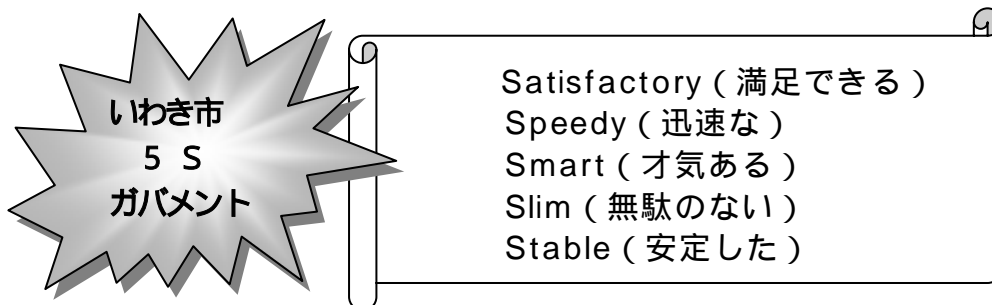 いわき市
5 S
ガバメント
Satisfactory（満足できる）
Speedy（迅速な）
Smart（才気ある）
Slim（無駄のない）
Stable（安定した）